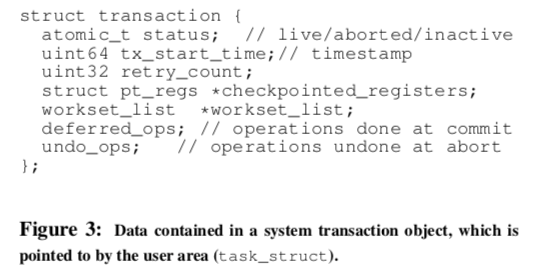 struct transaction {
  atomic_t status;  // live/aborted/inactive
  uint64 tx_start_time;// timestamp
  uint32 retry_count;
  struct pt_regs *checkpointed_registers;
  workset_list  *workset_list;
  deferred_ops; // operations done at commit
  undo_ops;   // operations undone at abort
};
Figure 3: Data contained in a system transaction object, which is
pointed to by the user area (task_struct).